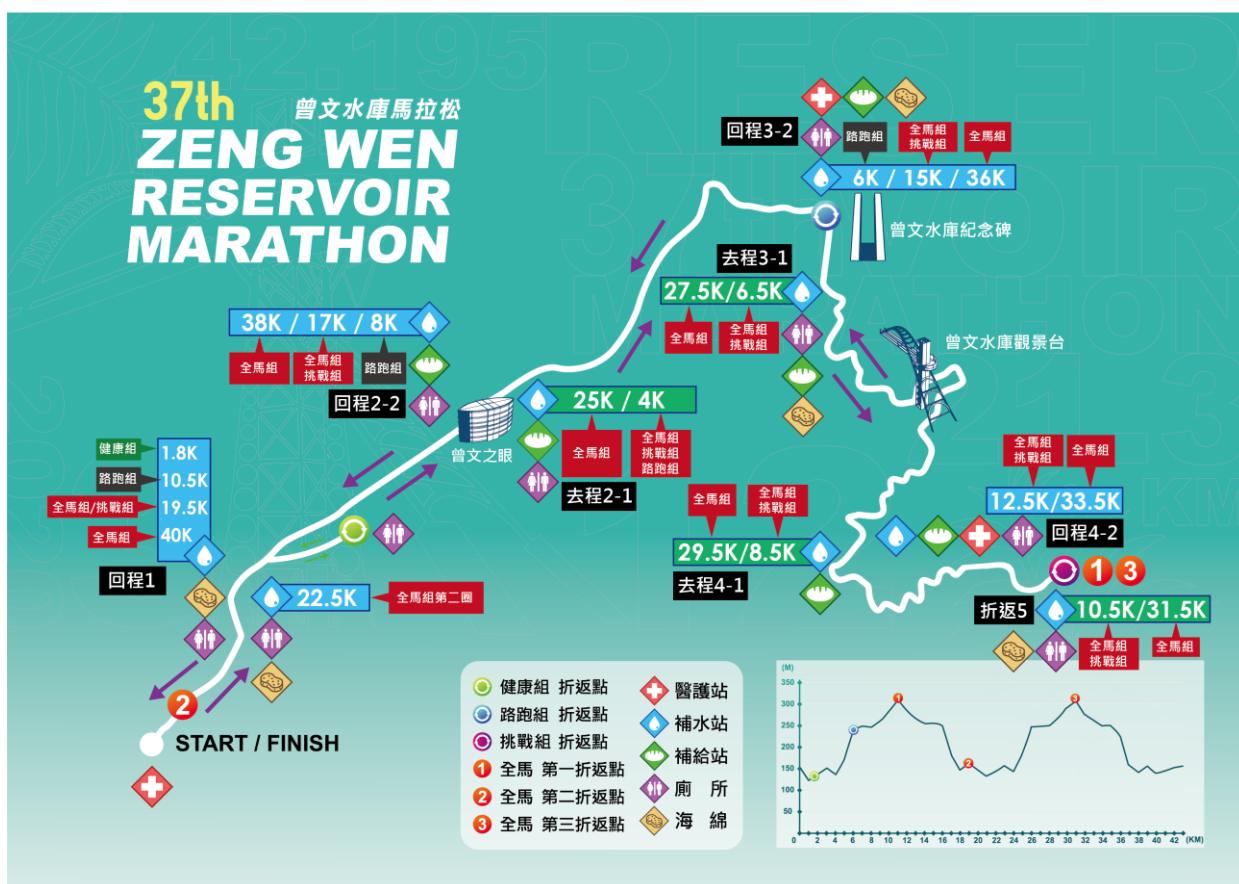 37th
曾文水庫馬拉松
ZENG WEN
RESERVOIR
MARATHON
回程3-2
路跑組
全馬組
挑戰組
全馬組
6K / 15K / 36K
曾文水庫紀念碑
去程3-1
27.5K/6.5K
全馬組
全馬組
挑戰組
曾文水庫觀景台
38K / 17K / 8K
全馬組
全馬組
挑戰組
路跑組
回程2-2
曾文之眼
25K / 4K
全馬組
全馬組
挑戰組
路跑組
去程2-1
健康組
1.8K
路跑組
10.5K
全馬組/挑戰組
19.5K
全馬組
40K
回程1
22.5K
全馬組第二圈
全馬組
全馬組
挑戰組
29.5K/8.5K
去程4-1
全馬組
挑戰組
全馬組
12.5K/33.5K
回程4-2
1
3
折返5
10.5K/31.5K
全馬組
挑戰組
全馬組
2
START / FINISH
健康組 折返點
路跑組 折返點
挑戰組 折返點
1 全馬 第一折返點
2 全馬 第二折返點
3 全馬 第三折返點
醫護站
補水站
補給站
廁 所
海 綿
(M)
350
300
250
200
150
100
50
1
2
3
0 2 4 6 8 10 12 14 16 18 20 22 24 26 28 30 32 34 36 38 40 42 (KM)
42.195
RESERVOIR
37TH
MARATHON